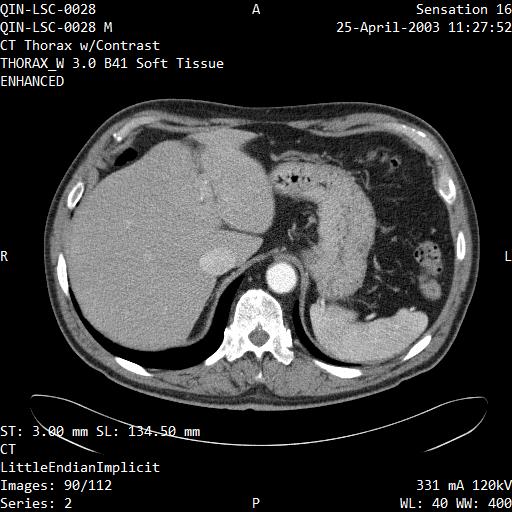 QIN-LSC-0028
A
Sensation 16
QIN-LSC-0028 M
25-April-2003 11:27:52
CT Thorax w/Contrast
THORAX_W 3.0 B41 Soft Tissue
ENHANCED
R
L
ST: 3.00 mm SL: 134.50 mm
CT
LittleEndianImplicit
Images: 90/112
331 mA 120kV
Series: 2
P
WL: 40 WW: 400